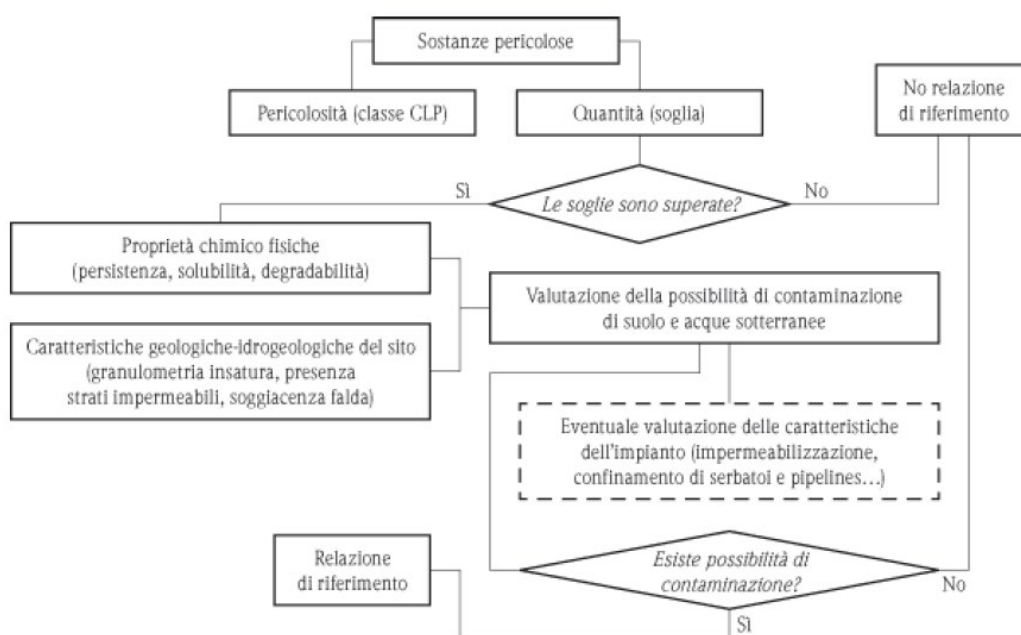 Sostanze pericolose
Pericolosità (classe CLP)
Quantità (soglia)
No relazione
di riferimento
Sì
Le soglie sono superate?
No
Proprietà chimico fisiche
(persistenza, solubilità, degradabilità)
Valutazione della possibilità di contaminazione
di suolo e acque sotterranee
Caratteristiche geologiche-idrogeologiche del sito
(granulometria insatura, presenza
strati impermeabili, soggiacenza falda)
Eventuale valutazione delle caratteristiche
dell'impianto (impermeabilizzazione,
confinamento di serbatoi e pipelines…)
Relazione
di riferimento
Esiste possibilità di
contaminazione?
No
Sì